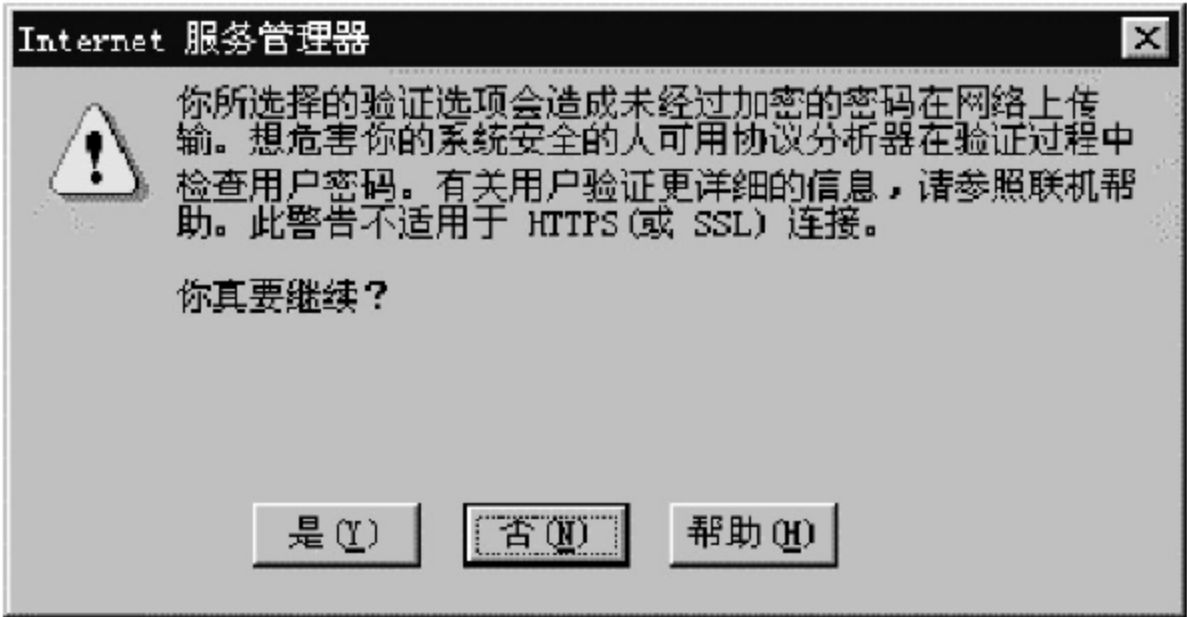 Internet 服务管理器
你所选择的验证选项会造成未经过加密的密码在网络上传
输。想危害你的系统安全的人可用协议分析器在验证过程中
检查用户密码。有关用户验证更详细的信息，请参照联机帮
助。此警告不适用于 HTTPS(或 SSL) 连接。
你真要继续？
是(Y) 否(N) 帮助(H)